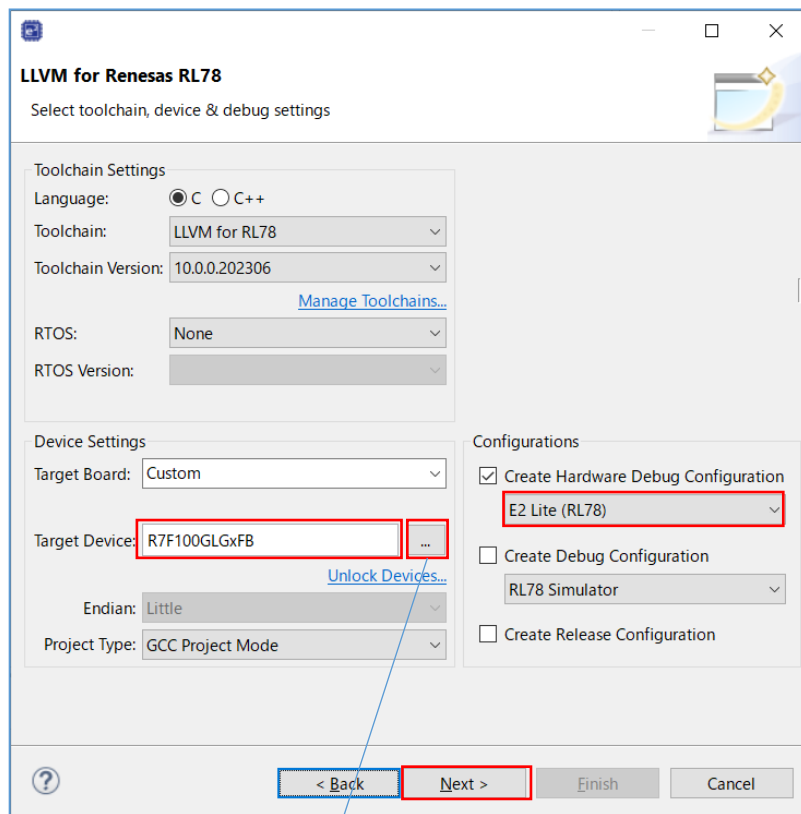 LLVM for Renesas RL78
Select toolchain, device & debug settings
Toolchain Settings
Language: C C++
Toolchain: LLVM for RL78
Toolchain Version: 10.0.0.202306
Manage Toolchains...
RTOS: None
RTOS Version:
Device Settings
Target Board: Custom
Target Device: R7F100GLGxFB ...
Unlock Devices...
Endian: Little
Project Type: GCC Project Mode
Configurations
Create Hardware Debug Configuration
E2 Lite (RL78)
Create Debug Configuration
RL78 Simulator
Create Release Configuration
? < Back Next > Finish Cancel